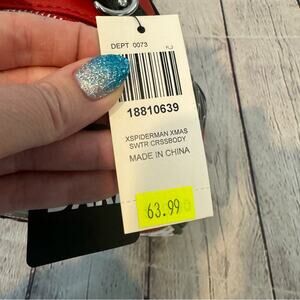 DEPT 0073
18810639
XSPIDERMAN XMAS
SWTR CRSSBODY
MADE IN CHINA
63.99